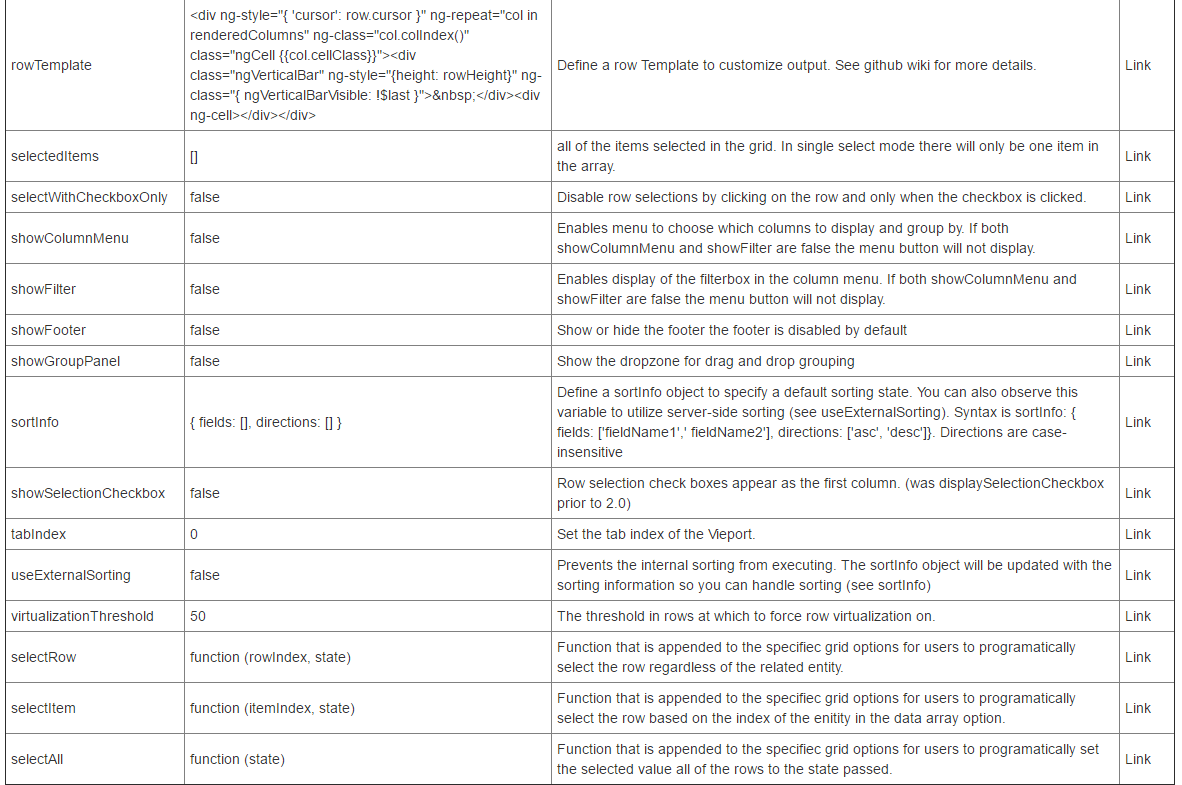 <div ng-style="{ 'cursor': row.cursor }" ng-repeat="col in
renderedColumns" ng-class="col.colIndex()"
class="ngCell {{col.cellClass}}"><div
class="ngVerticalBar" ng-style="{height: rowHeight}" ng-
class="{ ngVerticalBarVisible: !$last }">&nbsp;</div><div
ng-cell></div></div>
rowTemplate
Define a row Template to customize output. See github wiki for more details.
Link
selectedItems
[]
all of the items selected in the grid. In single select mode there will only be one item in
the array.
Link
selectWithCheckboxOnly
false
Disable row selections by clicking on the row and only when the checkbox is clicked.
Link
showColumnMenu
false
Enables menu to choose which columns to display and group by. If both
showColumnMenu and showFilter are false the menu button will not display.
Link
showFilter
false
Enables display of the filterbox in the column menu. If both showColumnMenu and
showFilter are false the menu button will not display.
Link
showFooter
false
Show or hide the footer the footer is disabled by default
Link
showGroupPanel
false
Show the dropzone for drag and drop grouping
Link
sortInfo
{ fields: [], directions: [] }
Define a sortInfo object to specify a default sorting state. You can also observe this
variable to utilize server-side sorting (see useExternalSorting). Syntax is sortInfo: {
fields: ['fieldName1',' fieldName2'], directions: ['asc', 'desc']}. Directions are case-
insensitive
Link
showSelectionCheckbox
false
Row selection check boxes appear as the first column. (was displaySelectionCheckbox
prior to 2.0)
Link
tabIndex
0
Set the tab index of the Vieport.
Link
useExternalSorting
false
Prevents the internal sorting from executing. The sortInfo object will be updated with the
sorting information so you can handle sorting (see sortInfo)
Link
virtualizationThreshold
50
The threshold in rows at which to force row virtualization on.
Link
selectRow
function (rowIndex, state)
Function that is appended to the specifiec grid options for users to programatically
select the row regardless of the related entity.
Link
selectItem
function (itemIndex, state)
Function that is appended to the specifiec grid options for users to programatically
select the row based on the index of the enitity in the data array option.
Link
selectAll
function (state)
Function that is appended to the specifiec grid options for users to programatically set
the selected value all of the rows to the state passed.
Link